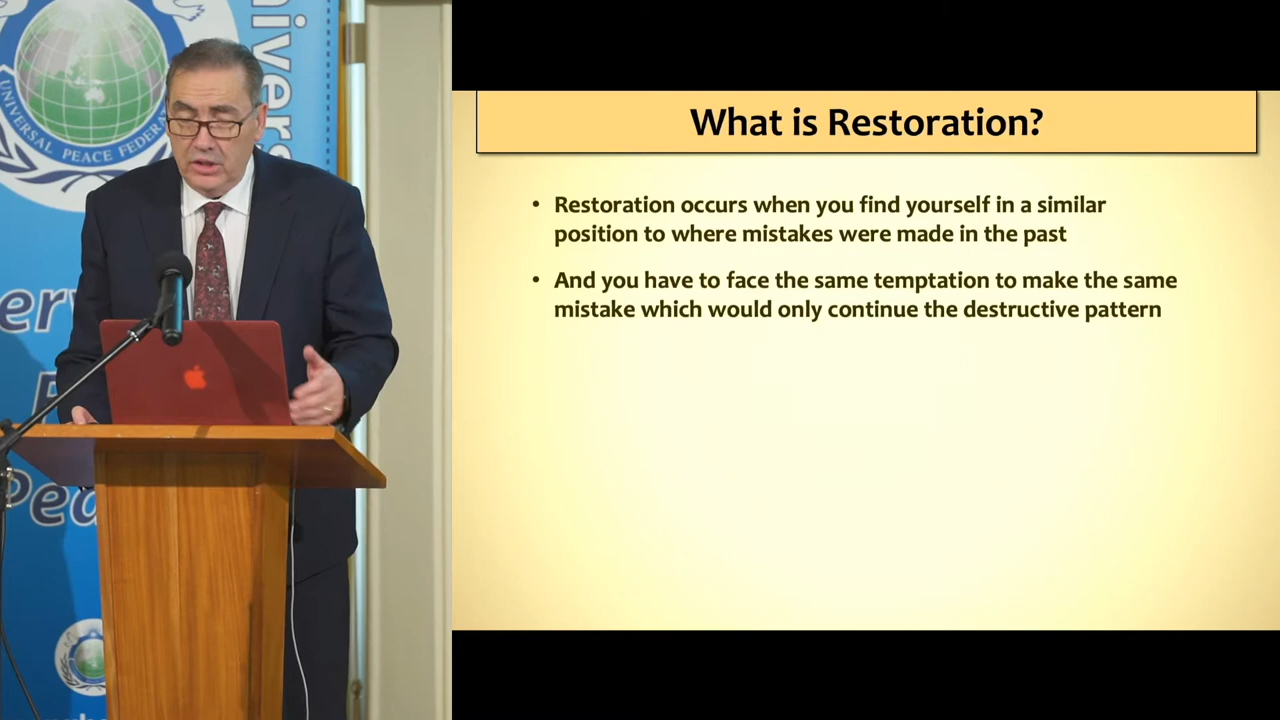 UNIVERSAL PEACE FEDERAT
nivers
What is Restoration?
• Restoration occurs when you find yourself in a similar
position to where mistakes were made in the past
• And you have to face the same temptation to make the same
mistake which would only continue the destructive pattern